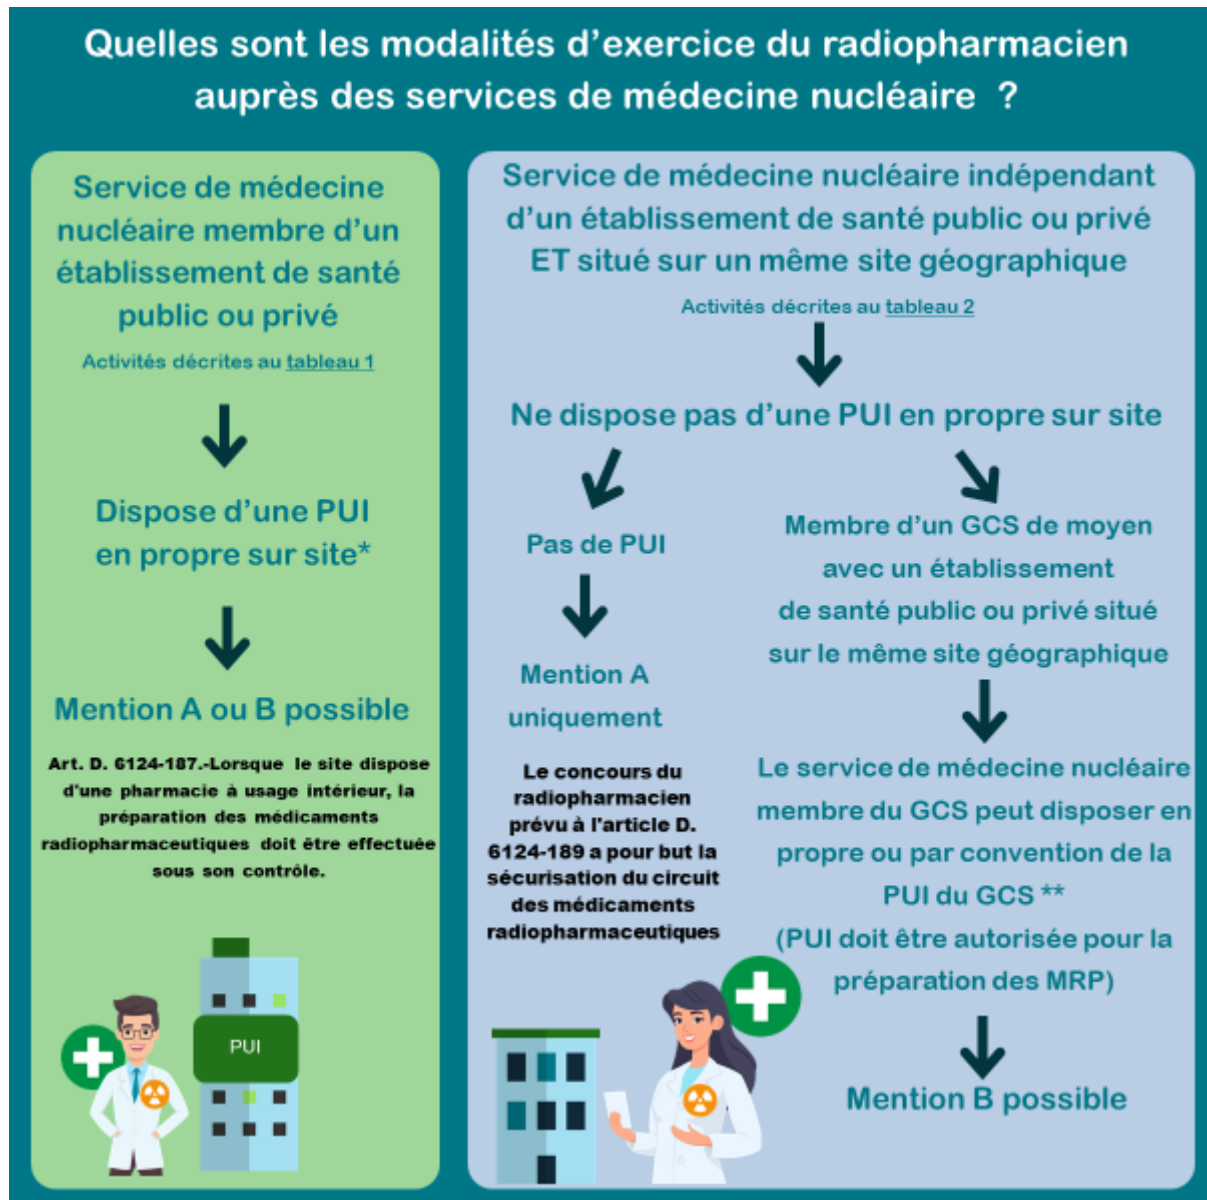 Quelles sont les modalités d'exercice du radiopharmacien
auprès des services de médecine nucléaire ?
Service de médecine
nucléaire membre d'un
établissement de santé
public ou privé
Activités décrites au tableau 1
Dispose d'une PUI
en propre sur site*
Mention A ou B possible
Art. D. 6124-187.-Lorsque le site dispose
d'une pharmacie à usage intérieur, la
préparation des médicaments
radiopharmaceutiques doit être effectuée
sous son contrôle.
PUI
Service de médecine nucléaire indépendant
d'un établissement de santé public ou privé
ET situé sur un même site géographique
Activités décrites au tableau 2
Ne dispose pas d'une PUI en propre sur site
Pas de PUI
Mention A
uniquement
Le concours du
radiopharmacien
prévu à l'article D.
6124-189 a pour but la
sécurisation du circuit
des médicaments
radiopharmaceutiques
Membre d'un GCS de moyen
avec un établissement
de santé public ou privé situé
sur le même site géographique
Le service de médecine nucléaire
membre du GCS peut disposer en
propre ou par convention de la
PUI du GCS **
(PUI doit être autorisée pour la
préparation des MRP)
Mention B possible